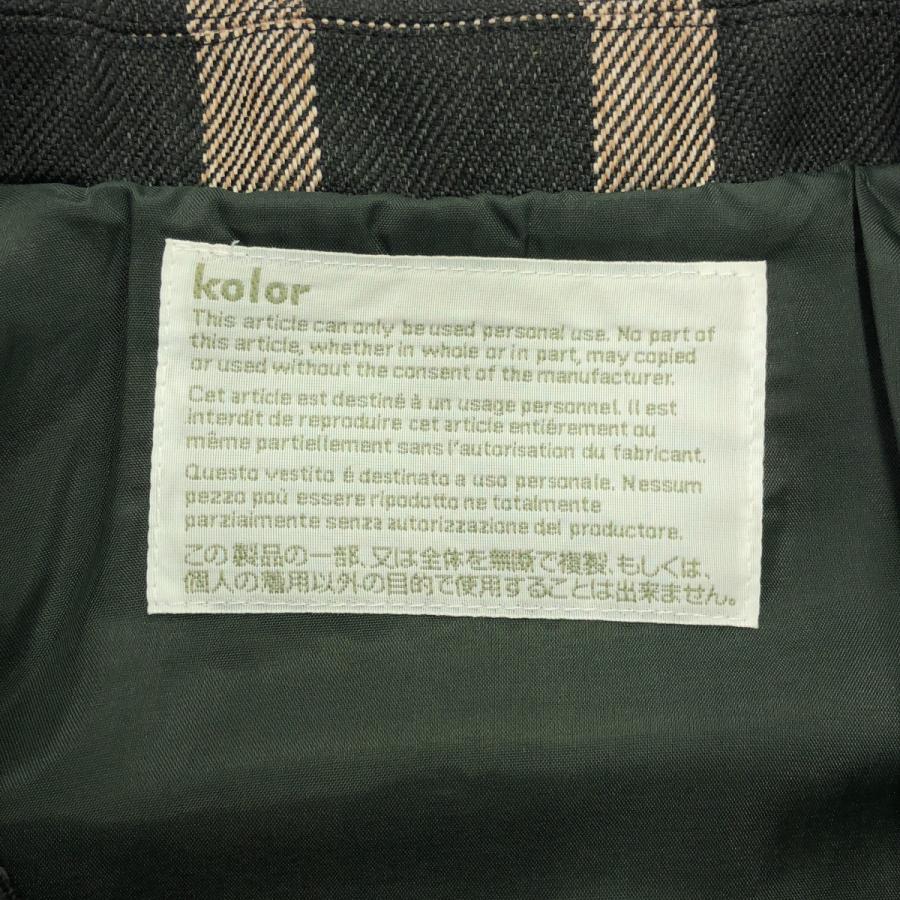 kolor
This article can only be used personal use. No part of
this article, whether in whole or in part, may copied
or used without the consent of the manufacturer.
Cet article est destiné à un usage personnel. Il est
interdit de reproduire cet article entiérement ou
même partiellement sans l'autorisation du fabricant.
Questo vestito é destinato a uso personale. Nessum
pezzo poù essere ripodotto ne totalmente
parzialmente senza autorizzazione del productore.
この製品の一部、又は全体を無断で複製、もしくは、
個人の着用以外の目的で使用することは出来ません。